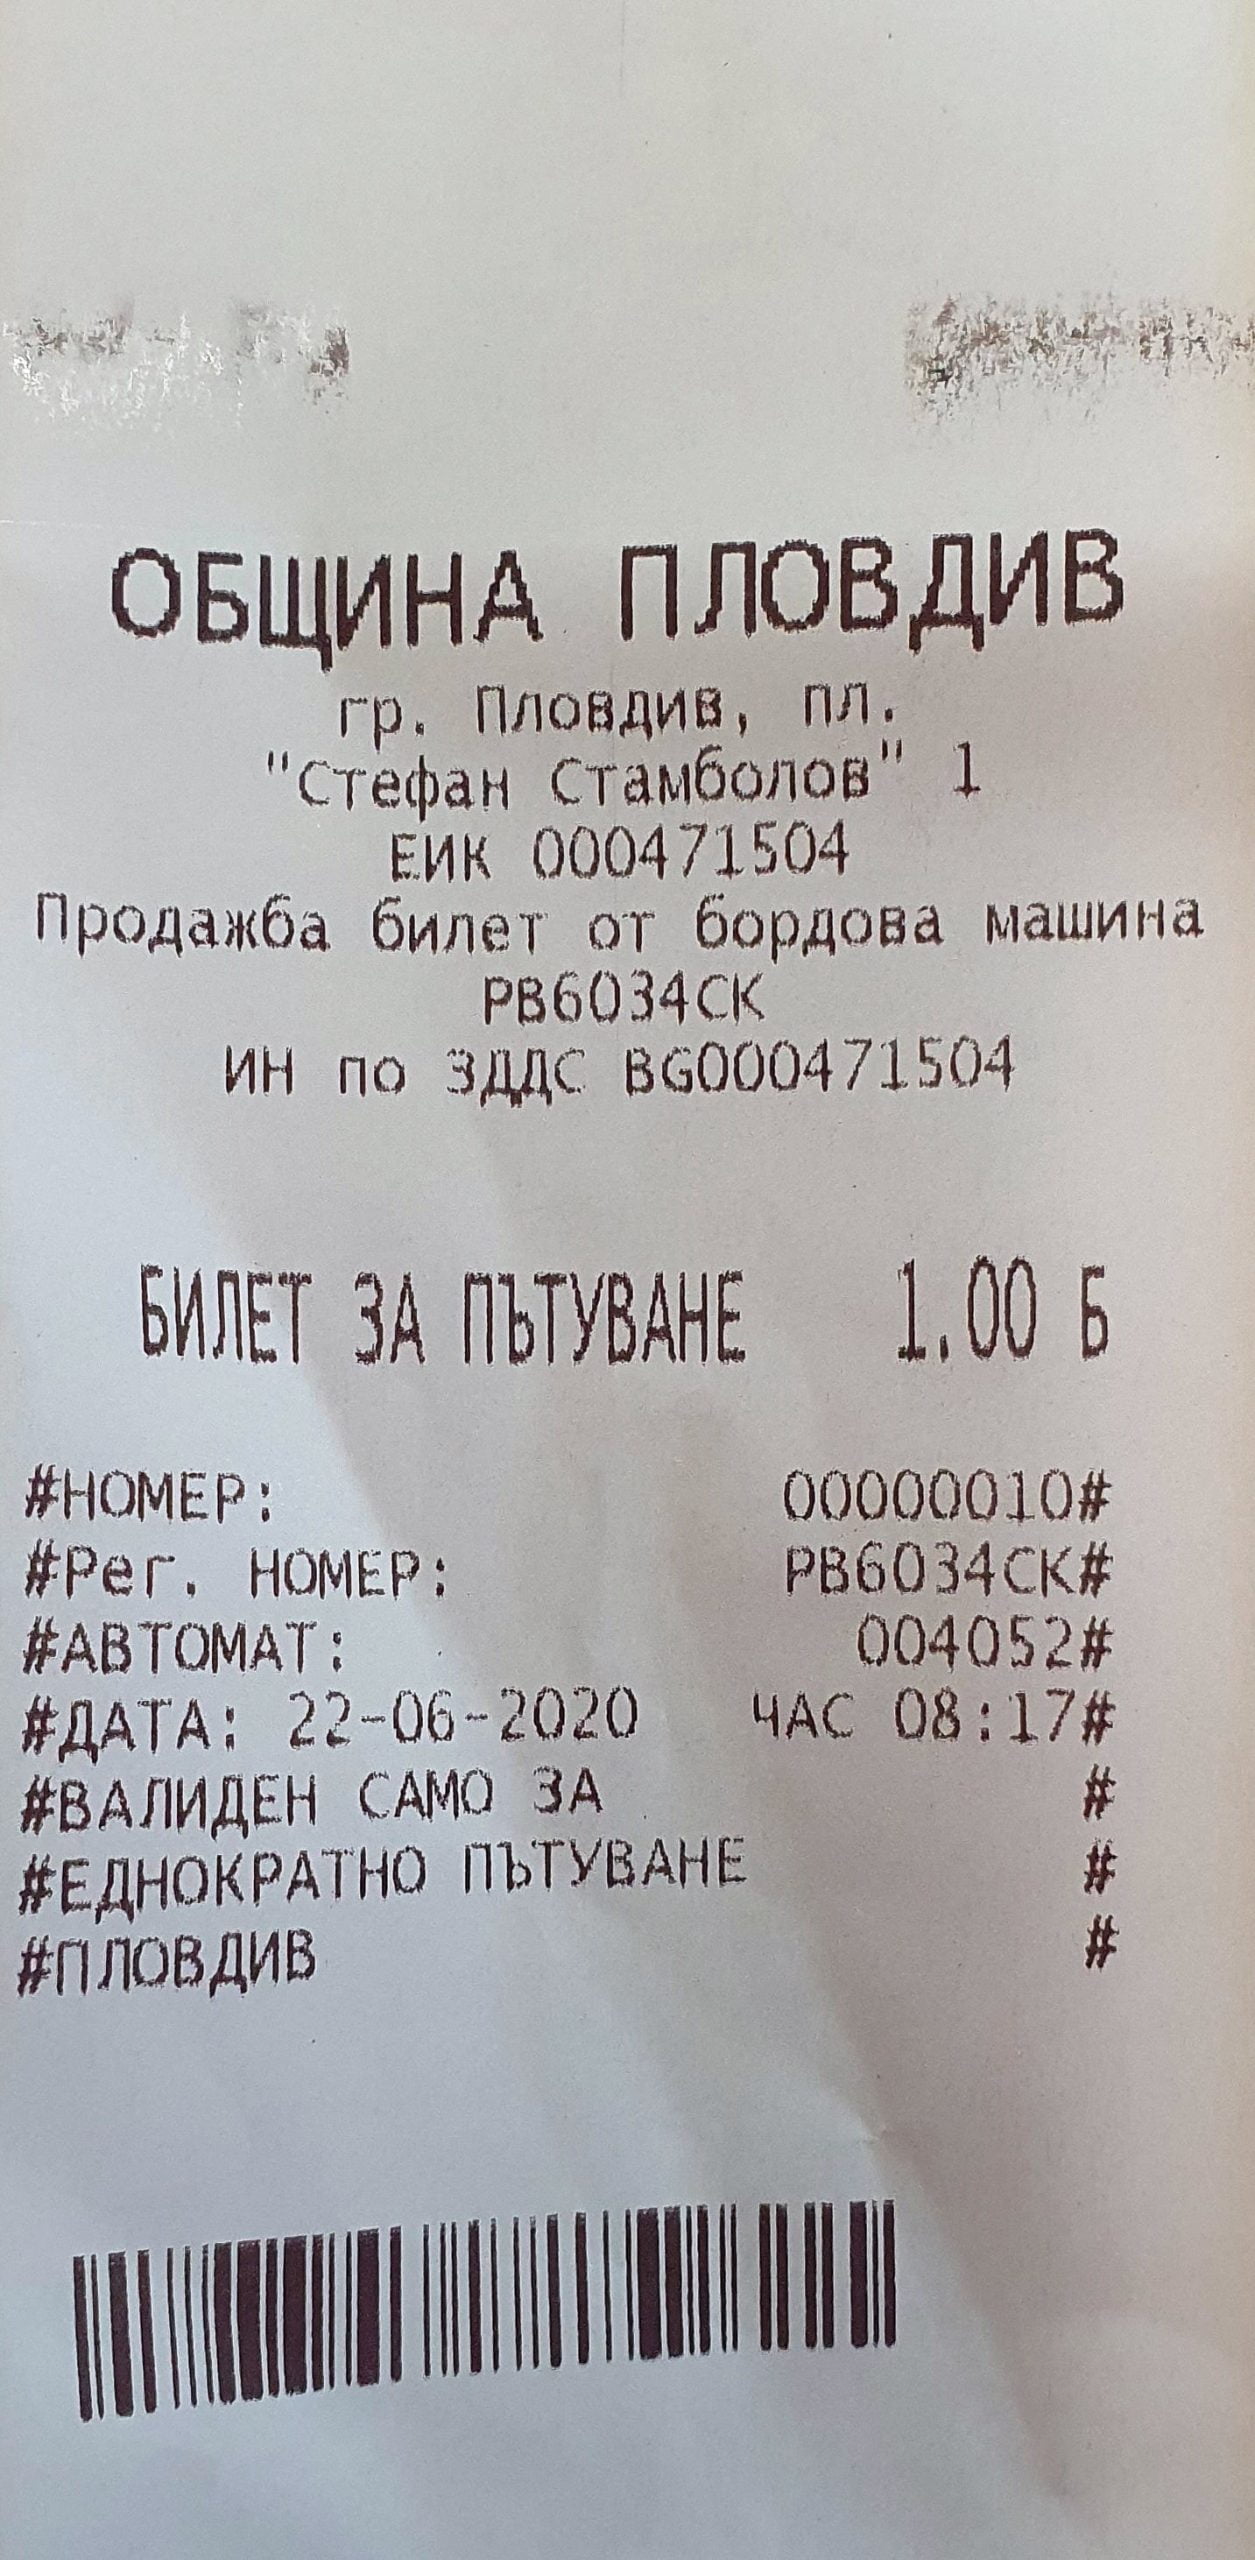 ОБЩИНА ПЛОВДИВ
гр. Пловдив, пл.
"Стефан Стамболов" 1
ЕИК 000471504
Продажба билет от бордова машина
РВ6034СК
ИН по ЗДДС BG000471504
БИЛЕТ ЗА ПЪТУВАНЕ 1.00 Б
#НОМЕР: 00000010#
#Рег. НОМЕР: РВ6034СК#
#АВТОМАТ: 004052#
#ДАТА: 22-06-2020 ЧАС 08:17#
#ВАЛИДЕН САМО ЗА #
#ЕДНОКРАТНО ПЪТУВАНЕ #
#ПЛОВДИВ #